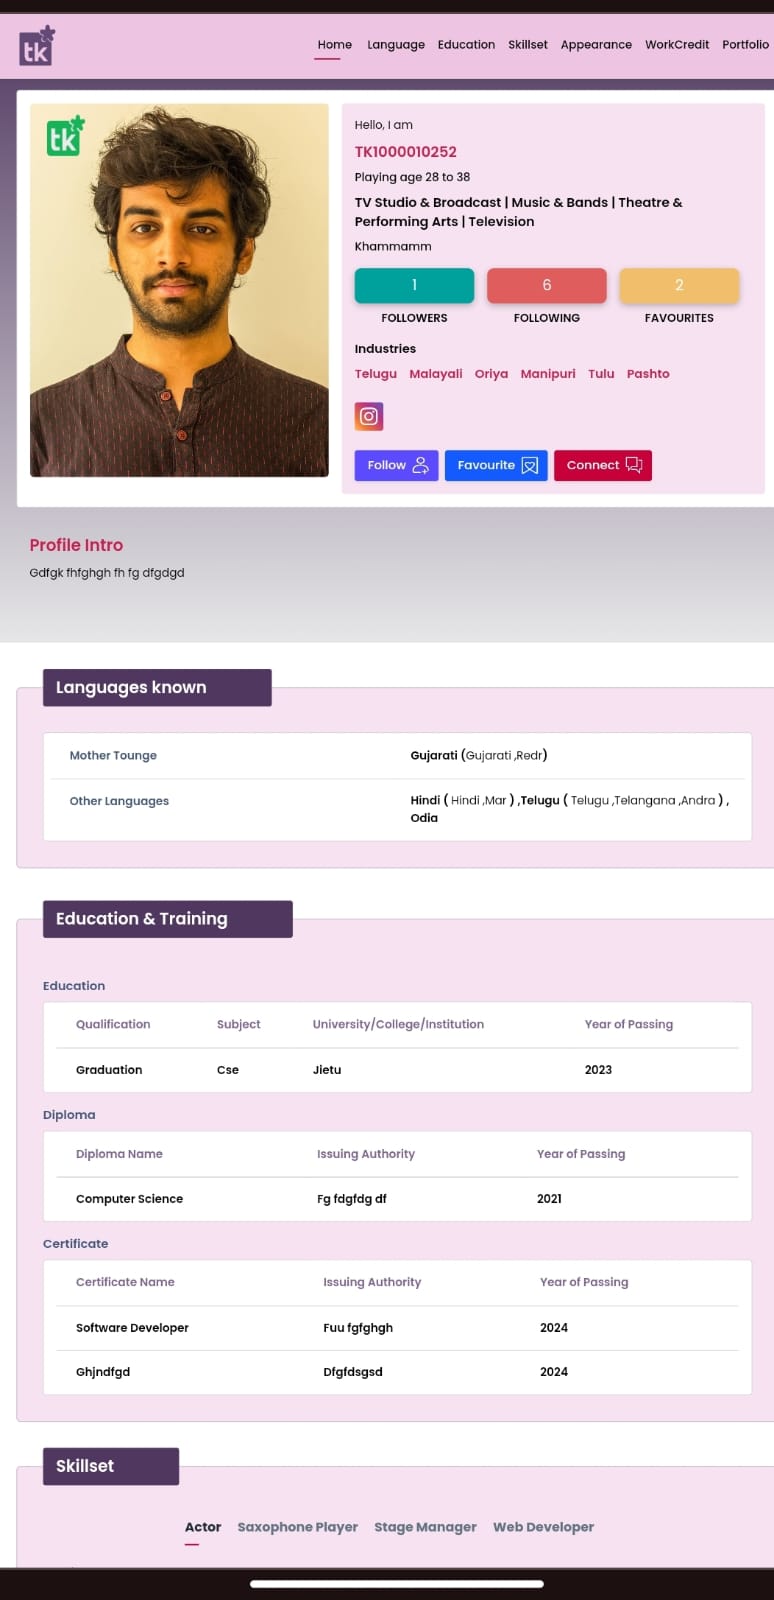 tk
Home Language Education Skillset Appearance WorkCredit Portfolio
tk
Hello, I am
TK1000010252
Playing age 28 to 38
TV Studio & Broadcast | Music & Bands | Theatre &
Performing Arts | Television
Khammamm
1 6 2
FOLLOWERS FOLLOWING FAVOURITES
Industries
Telugu Malayali Oriya Manipuri Tulu Pashto
Follow Favourite Connect
Profile Intro
Gdfgk fhfghgh fh fg dfgdgd
Languages known
Mother Tounge Gujarati (Gujarati ,Redr)
Other Languages Hindi ( Hindi ,Mar ) ,Telugu ( Telugu ,Telangana ,Andra ) ,
Odia
Education & Training
Education
Qualification Subject University/College/Institution Year of Passing
Graduation Cse Jietu 2023
Diploma
Diploma Name Issuing Authority Year of Passing
Computer Science Fg fdgfdg df 2021
Certificate
Certificate Name Issuing Authority Year of Passing
Software Developer Fuu fgfghgh 2024
Ghjndfgd Dfgfdsgsd 2024
Skillset
Actor Saxophone Player Stage Manager Web Developer